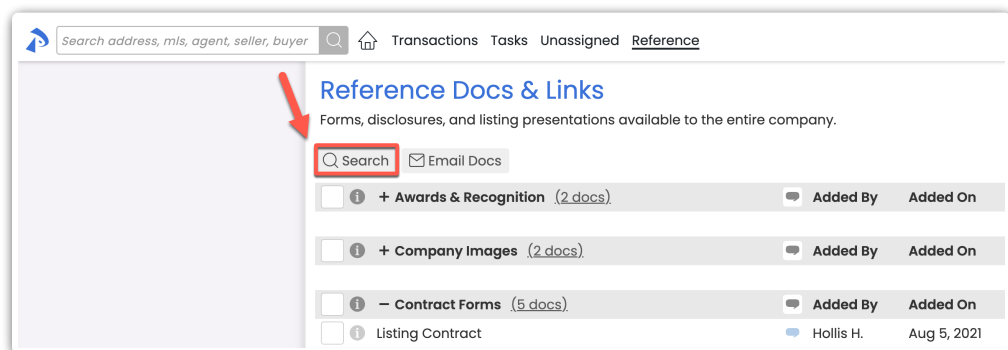 Search address, mls, agent, seller, buyer Transactions Tasks Unassigned Reference
Reference Docs & Links
Forms, disclosures, and listing presentations available to the entire company.
Search Email Docs
+ Awards & Recognition (2 docs) Added By Added On
+ Company Images (2 docs) Added By Added On
− Contract Forms (5 docs) Added By Added On
Listing Contract Hollis H. Aug 5, 2021